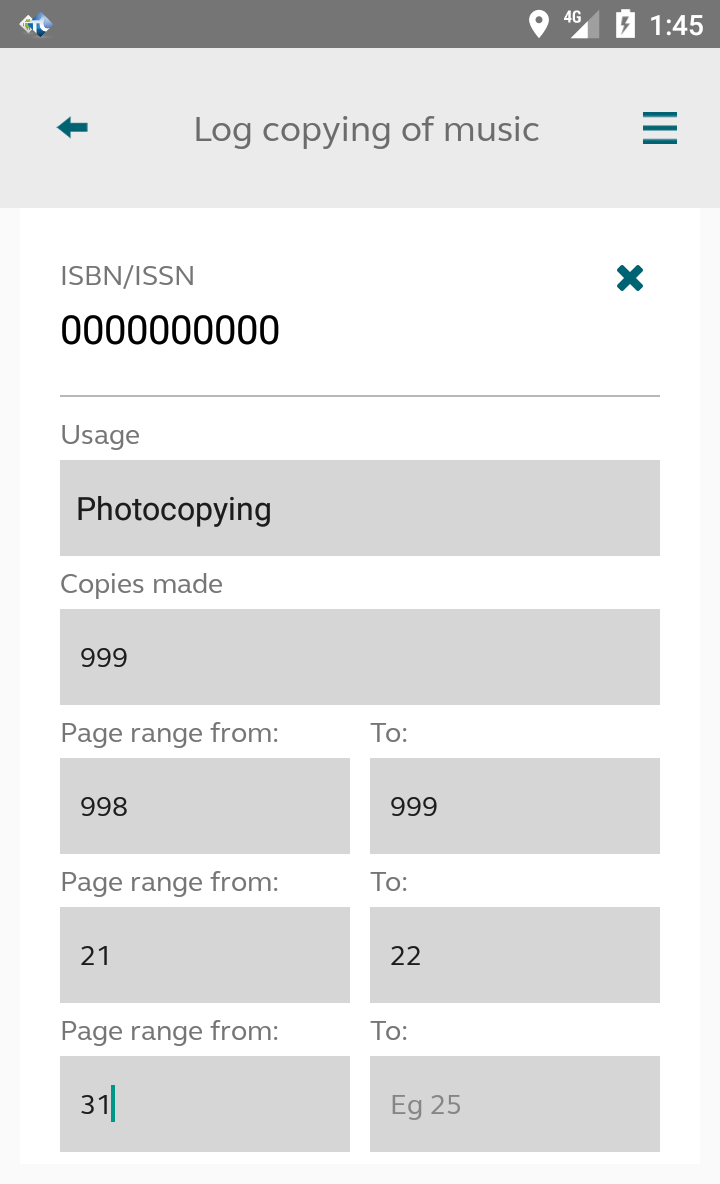 4G 1:45
Log copying of music
ISBN/ISSN
0000000000
Usage
Photocopying
Copies made
999
Page range from: To:
998 999
Page range from: To:
21 22
Page range from: To:
31 Eg 25